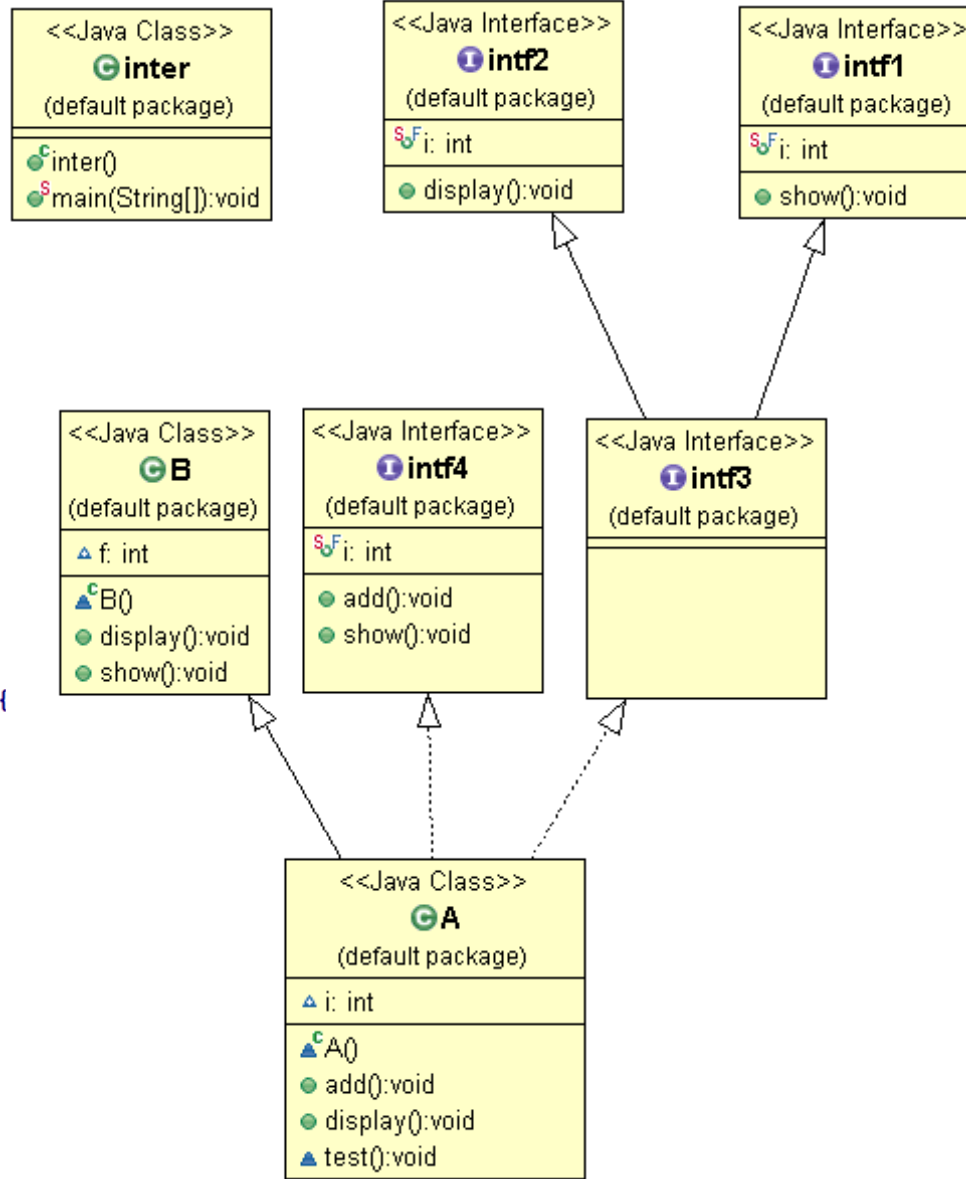 <<Java Class>>
inter
(default package)
inter()
main(String[]):void
<<Java Interface>>
intf2
(default package)
i: int
display():void
<<Java Interface>>
intf1
(default package)
i: int
show():void
<<Java Class>>
B
(default package)
f: int
B()
display():void
show():void
<<Java Interface>>
intf4
(default package)
i: int
add():void
show():void
<<Java Interface>>
intf3
(default package)
{
<<Java Class>>
A
(default package)
i: int
A()
add():void
display():void
test():void